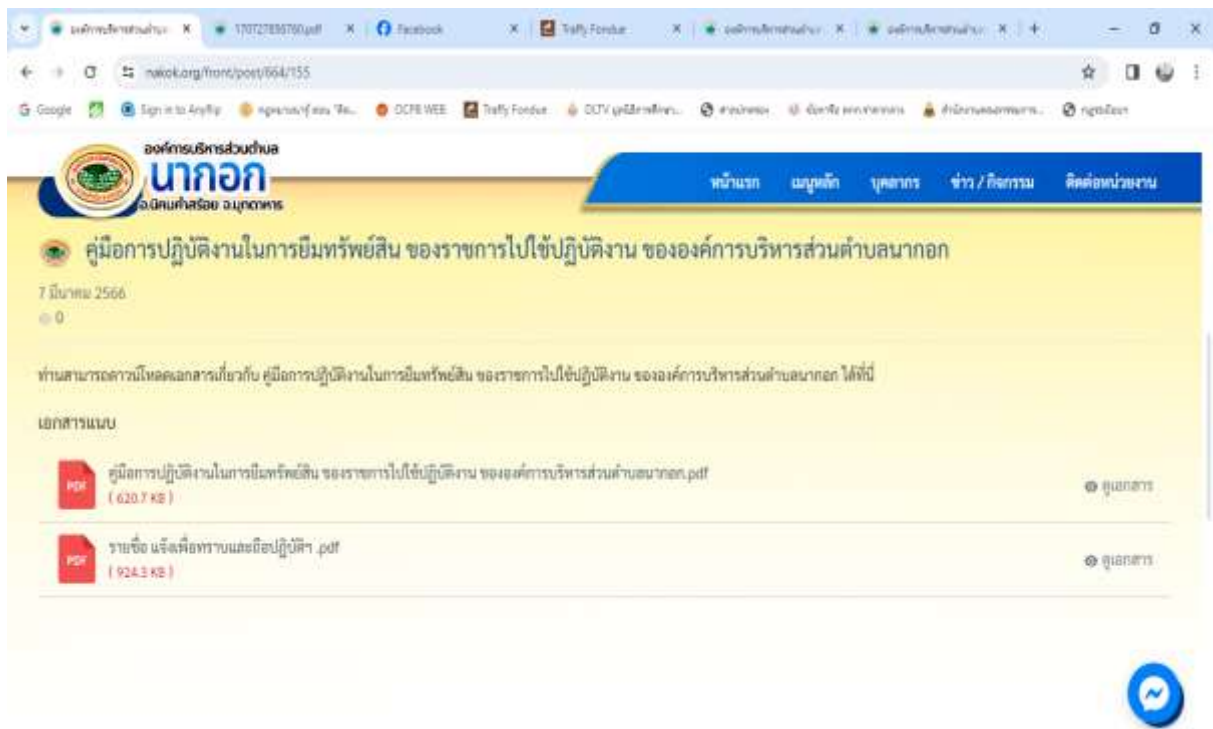 170727856760.pdf
Facebook
Traffy Fondue
nakok.org/front/post/664/155
Google
Sign in to Anyflip
OCPB WEB
Traffy Fondue
องค์การบริหารส่วนตำบล
นากอก
อ.นิคมคำสร้อย จ.มุกดาหาร
หน้าแรก เมนูหลัก บุคลากร ข่าว / กิจกรรม ติดต่อหน่วยงาน
คู่มือการปฏิบัติงานในการยืมทรัพย์สิน ของราชการไปใช้ปฏิบัติงาน ขององค์การบริหารส่วนตำบลนากอก
7 มีนาคม 2566
0
ท่านสามารถดาวน์โหลดเอกสารเกี่ยวกับ คู่มือการปฏิบัติงานในการยืมทรัพย์สิน ของราชการไปใช้ปฏิบัติงาน ขององค์การบริหารส่วนตำบลนากอก ได้ที่นี่
เอกสารแนบ
PDF
คู่มือการปฏิบัติงานในการยืมทรัพย์สิน ของราชการไปใช้ปฏิบัติงาน ขององค์การบริหารส่วนตำบลนากอก.pdf
( 620.7 KB )
ดูเอกสาร
PDF
รายชื่อ แจ้งเพื่อทราบและถือปฏิบัติฯ .pdf
( 924.3 KB )
ดูเอกสาร